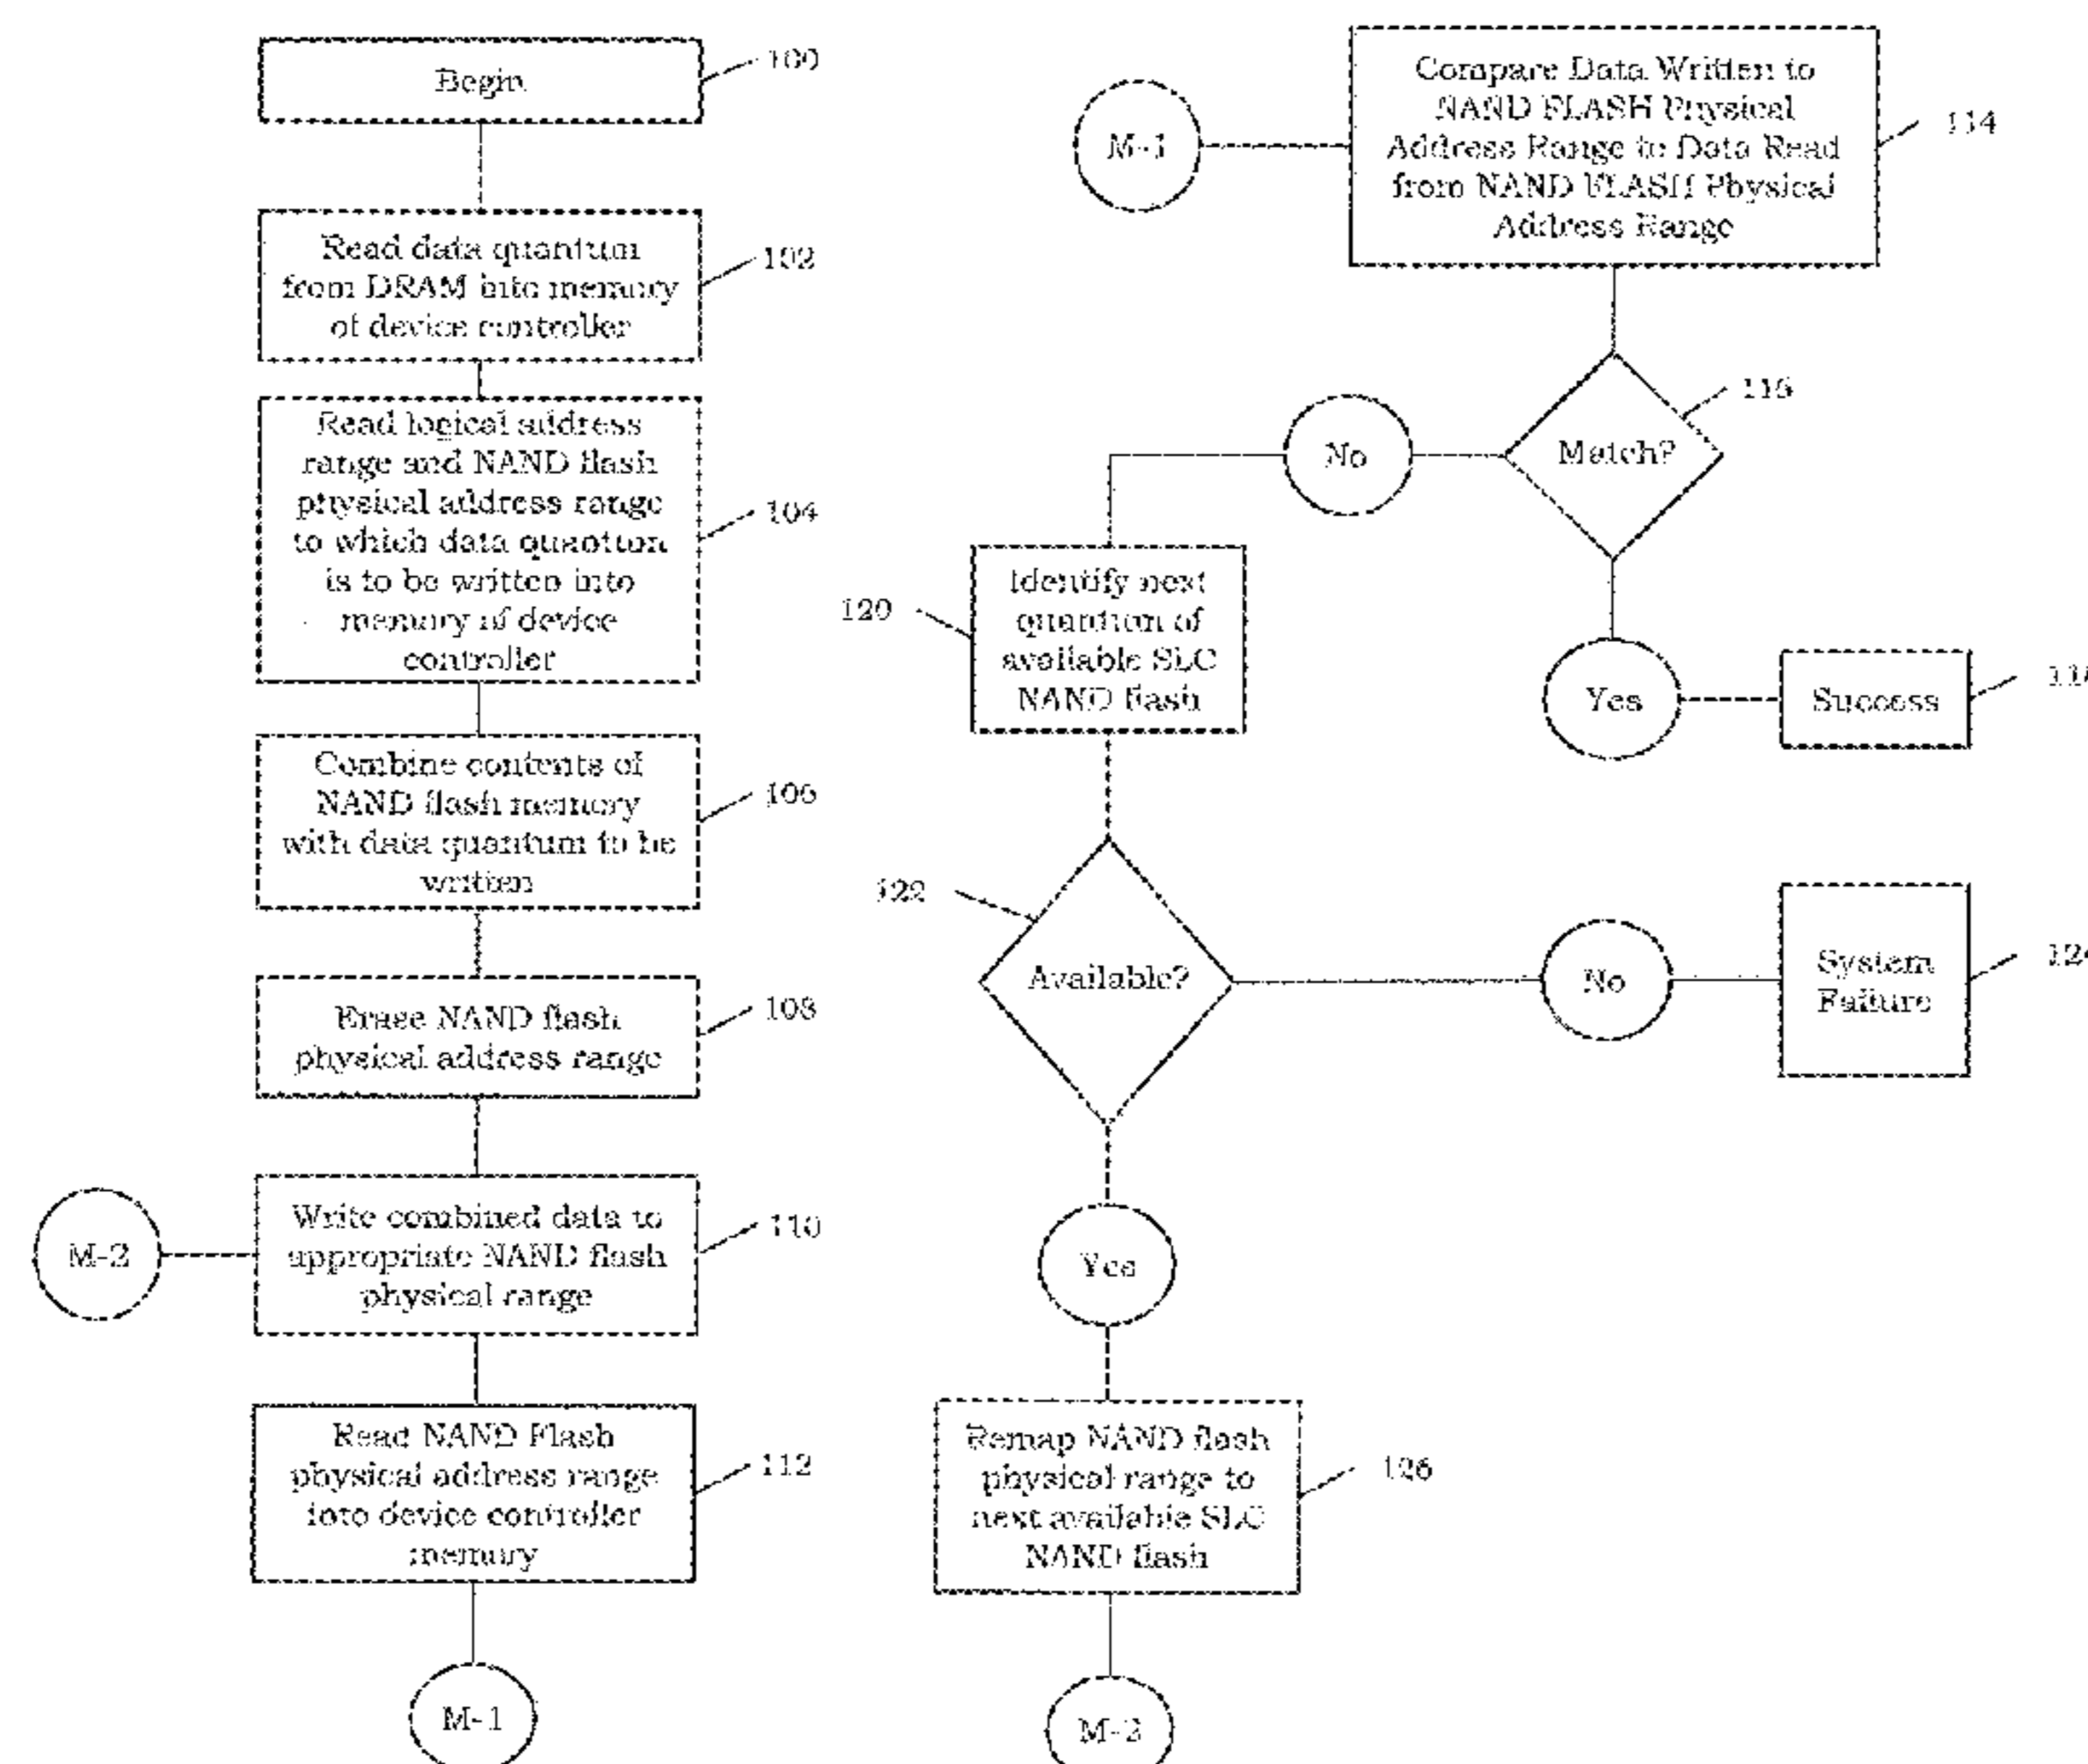 Begin
100
Read data quantum
from DRAM into memory
of device controller
102
Read logical address
range and NAND flash
physical address range
to which data quantum
is to be written into
memory of device
controller
104
Combine contents of
NAND flash memory
with data quantum to be
written
106
Erase NAND flash
physical address range
108
M-2
Write combined data to
appropriate NAND flash
physical range
110
Read NAND Flash
physical address range
into device controller
memory
112
M-1
M-1
Compare Data Written to
NAND FLASH Physical
Address Range to Data Read
from NAND FLASH Physical
Address Range
114
Match?
116
No
Yes
Success
120
Identify next
quantum of
available SLC
NAND flash
122
Available?
No
System
Failure
Yes
Remap NAND flash
physical range to
next available SLC
NAND flash
126
M-2